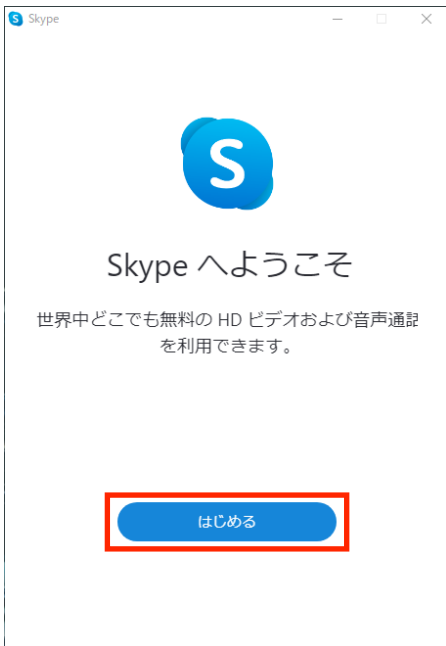 Skype
S
Skype へようこそ
世界中どこでも無料の HD ビデオおよび音声通話
を利用できます。
はじめる